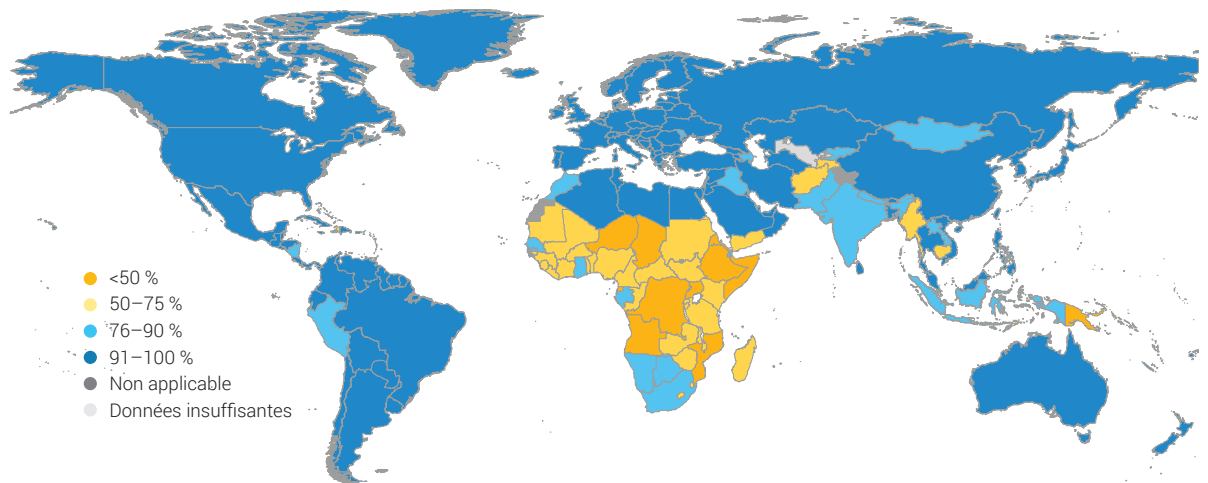 <50 %
50–75 %
76–90 %
91–100 %
Non applicable
Données insuffisantes